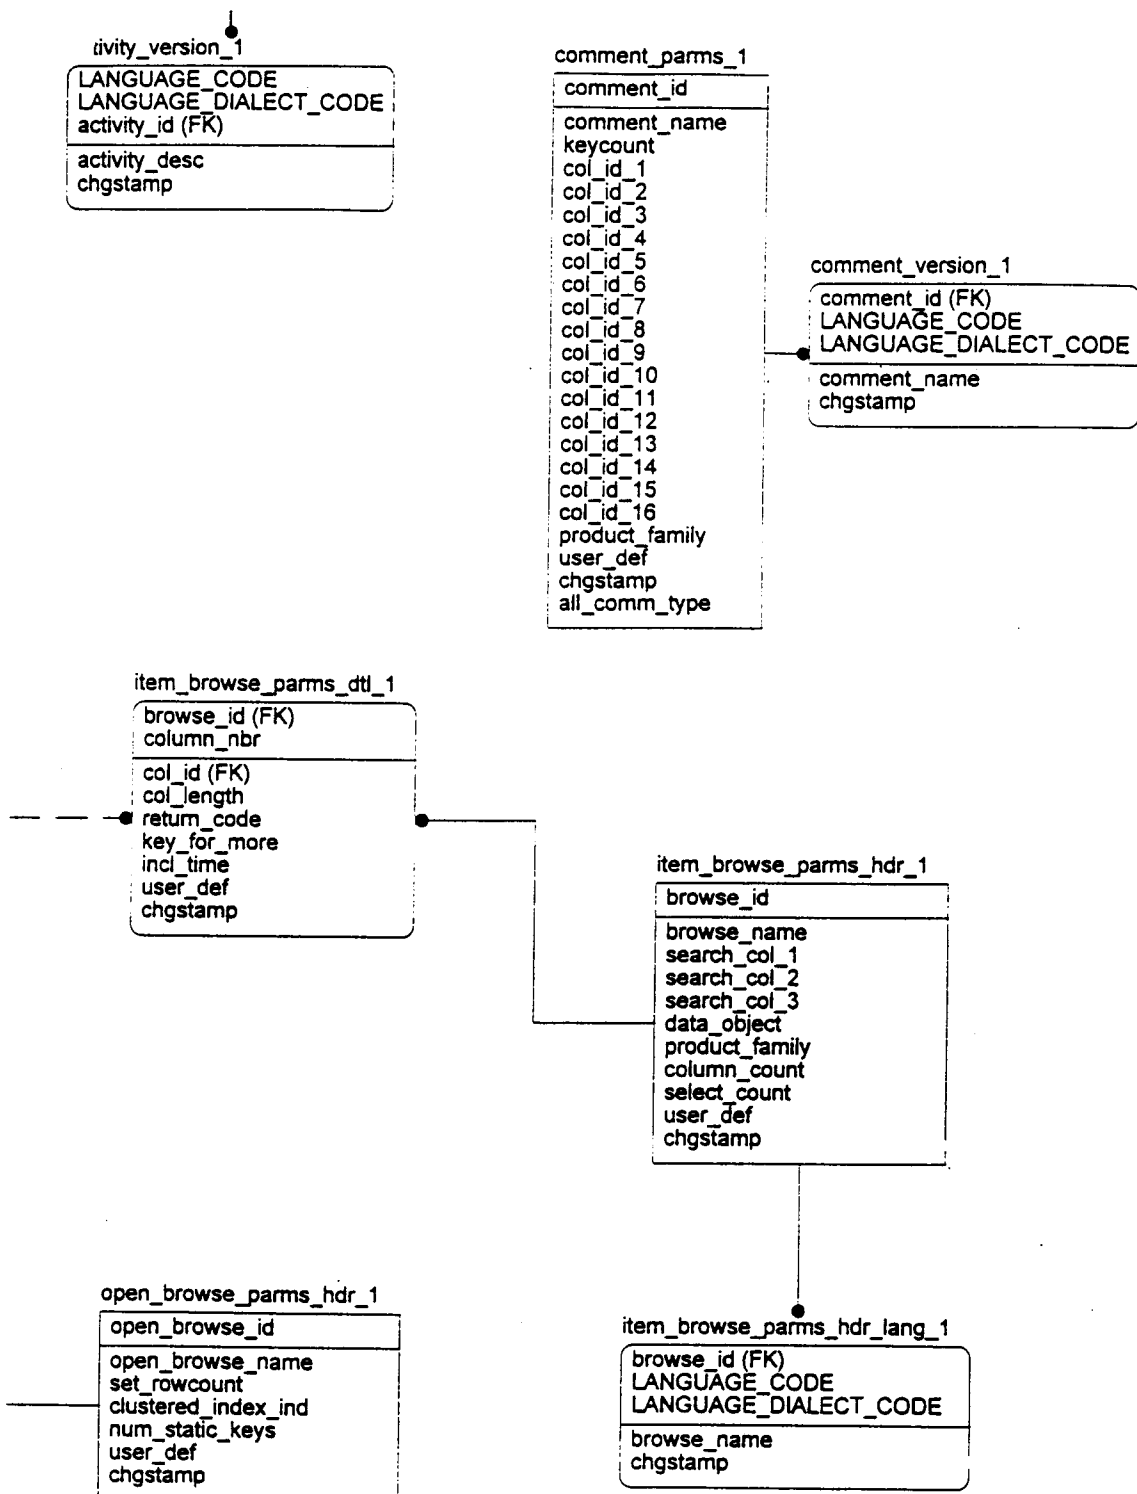 tivity_version_1
LANGUAGE_CODE
LANGUAGE_DIALECT_CODE
activity_id (FK)
activity_desc
chgstamp
comment_parms_1
comment_id
comment_name
keycount
col_id_1
col_id_2
col_id_3
col_id_4
col_id_5
col_id_6
col_id_7
col_id_8
col_id_9
col_id_10
col_id_11
col_id_12
col_id_13
col_id_14
col_id_15
col_id_16
product_family
user_def
chgstamp
all_comm_type
comment_version_1
comment_id (FK)
LANGUAGE_CODE
LANGUAGE_DIALECT_CODE
comment_name
chgstamp
item_browse_parms_dtl_1
browse_id (FK)
column_nbr
col_id (FK)
col_length
return_code
key_for_more
incl_time
user_def
chgstamp
item_browse_parms_hdr_1
browse_id
browse_name
search_col_1
search_col_2
search_col_3
data_object
product_family
column_count
select_count
user_def
chgstamp
open_browse_parms_hdr_1
open_browse_id
open_browse_name
set_rowcount
clustered_index_ind
num_static_keys
user_def
chgstamp
item_browse_parms_hdr_lang_1
browse_id (FK)
LANGUAGE_CODE
LANGUAGE_DIALECT_CODE
browse_name
chgstamp